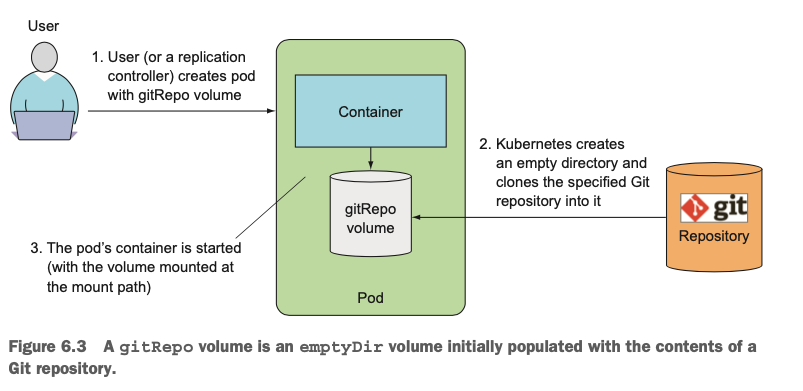 User
1. User (or a replication
controller) creates pod
with gitRepo volume
Container
2. Kubernetes creates
an empty directory and
clones the specified Git
repository into it
gitRepo
volume
git
Repository
3. The pod's container is started
(with the volume mounted at
the mount path)
Pod
Figure 6.3 A gitRepo volume is an emptyDir volume initially populated with the contents of a
Git repository.